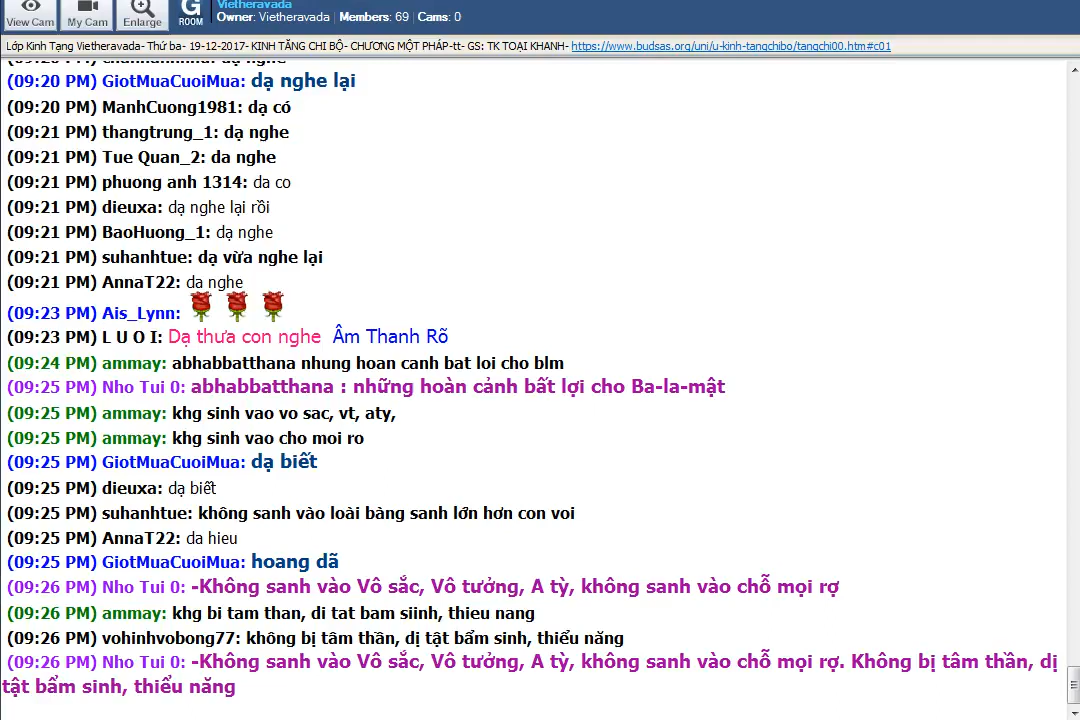 View Cam
My Cam
Enlarge
G
ROOM
Vietheravada
Owner: Vietheravada | Members: 69 | Cams: 0
Lớp Kinh Tạng Vietheravada- Thứ ba- 19-12-2017- KINH TĂNG CHI BỘ- CHƯƠNG MỘT PHÁP-tt- GS: TK TOẠI KHANH- https://www.budsas.org/uni/u-kinh-tangchibo/tangchi00.htm#c01
(09:20 PM) GiotMuaCuoiMua: dạ nghe lại
(09:20 PM) ManhCuong1981: dạ có
(09:21 PM) thangtrung_1: dạ nghe
(09:21 PM) Tue Quan_2: da nghe
(09:21 PM) phuong anh 1314: da co
(09:21 PM) dieuxa: dạ nghe lại rồi
(09:21 PM) BaoHuong_1: dạ nghe
(09:21 PM) suhanhtue: dạ vừa nghe lại
(09:21 PM) AnnaT22: da nghe
(09:23 PM) Ais_Lynn:
(09:23 PM) L U O I: Dạ thưa con nghe Âm Thanh Rõ
(09:24 PM) ammay: abhabbatthana nhung hoan canh bat loi cho blm
(09:25 PM) Nho Tui 0: abhabbatthana : những hoàn cảnh bất lợi cho Ba-la-mật
(09:25 PM) ammay: khg sinh vao vo sac, vt, aty,
(09:25 PM) ammay: khg sinh vao cho moi ro
(09:25 PM) GiotMuaCuoiMua: dạ biết
(09:25 PM) dieuxa: dạ biết
(09:25 PM) suhanhtue: không sanh vào loài bàng sanh lớn hơn con voi
(09:25 PM) AnnaT22: da hieu
(09:25 PM) GiotMuaCuoiMua: hoang dã
(09:26 PM) Nho Tui 0: -Không sanh vào Vô sắc, Vô tưởng, A tỳ, không sanh vào chỗ mọi rợ
(09:26 PM) ammay: khg bi tam than, di tat bam siinh, thieu nang
(09:26 PM) vohinhvobong77: không bị tâm thần, dị tật bẩm sinh, thiểu năng
(09:26 PM) Nho Tui 0: -Không sanh vào Vô sắc, Vô tưởng, A tỳ, không sanh vào chỗ mọi rợ. Không bị tâm thần, dị
tật bẩm sinh, thiểu năng